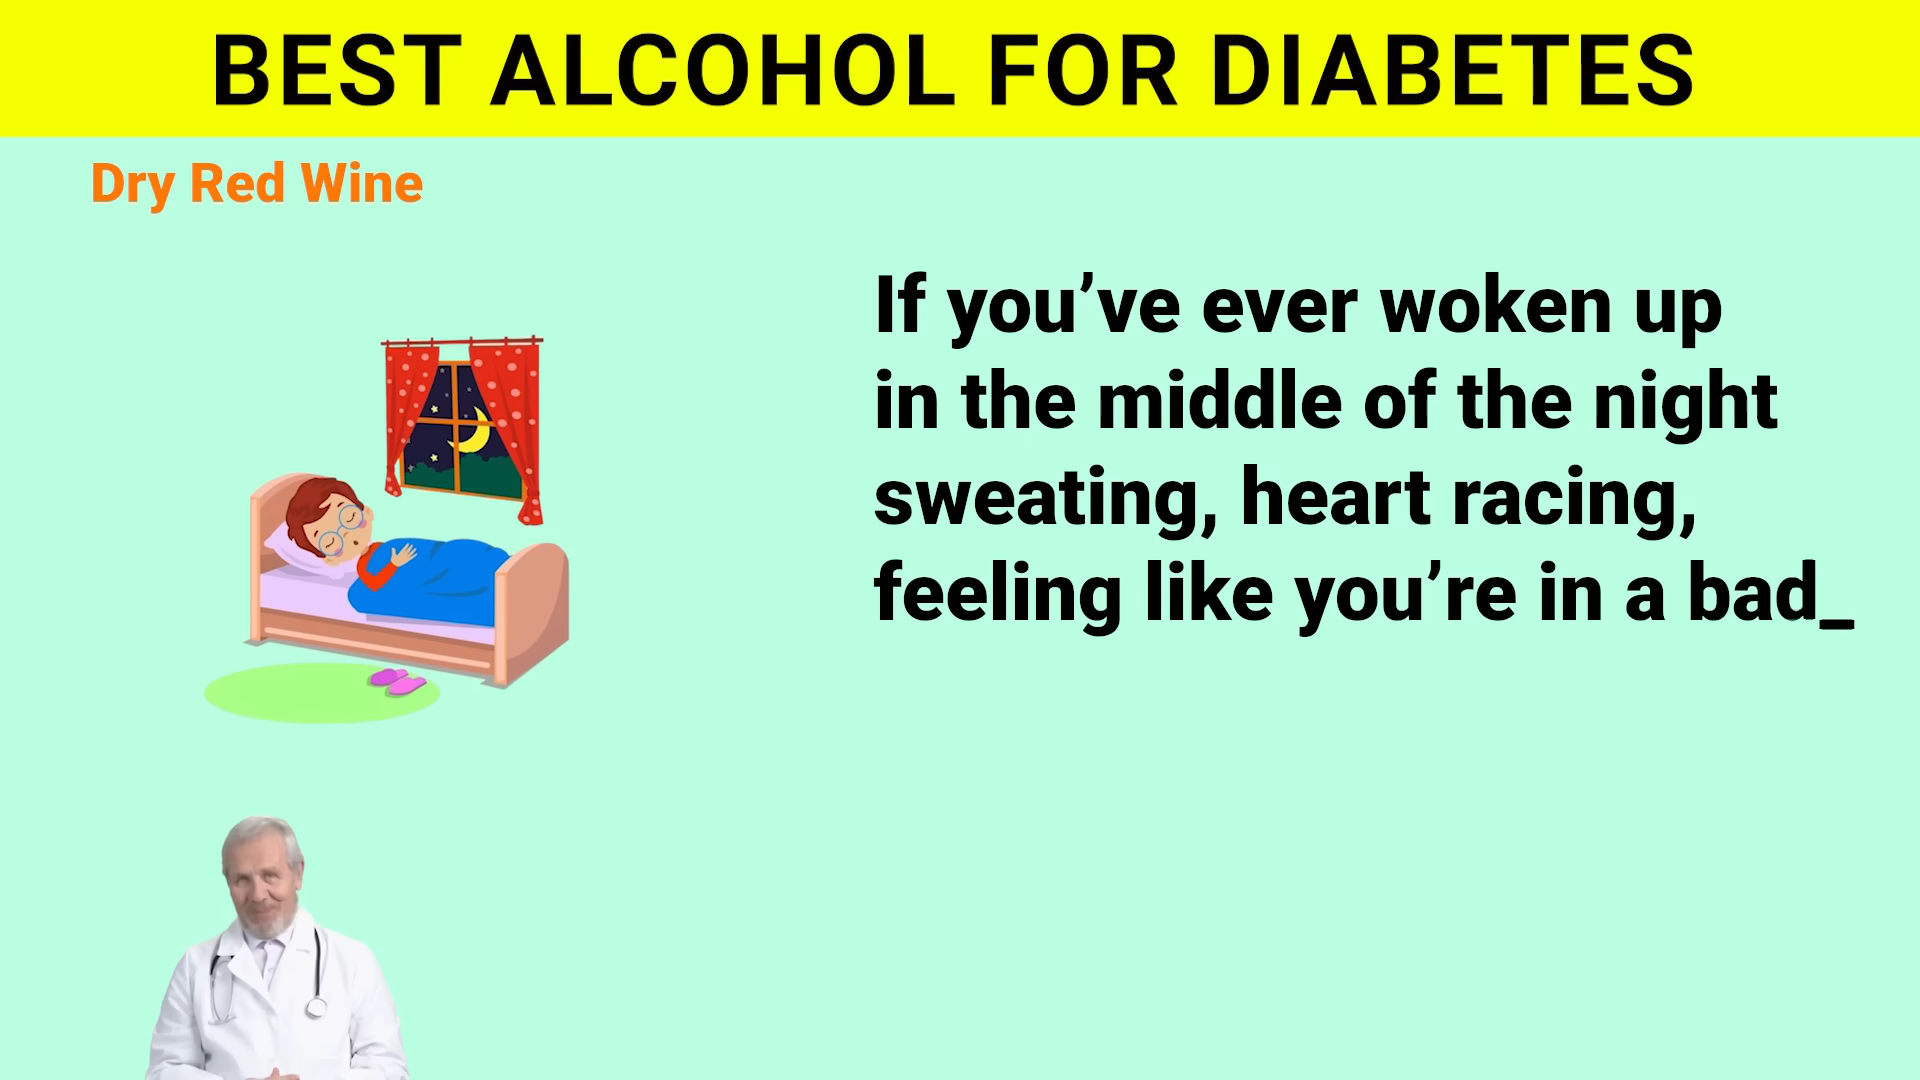 BEST ALCOHOL FOR DIABETES
Dry Red Wine
If you’ve ever woken up
in the middle of the night
sweating, heart racing,
feeling like you’re in a bad_